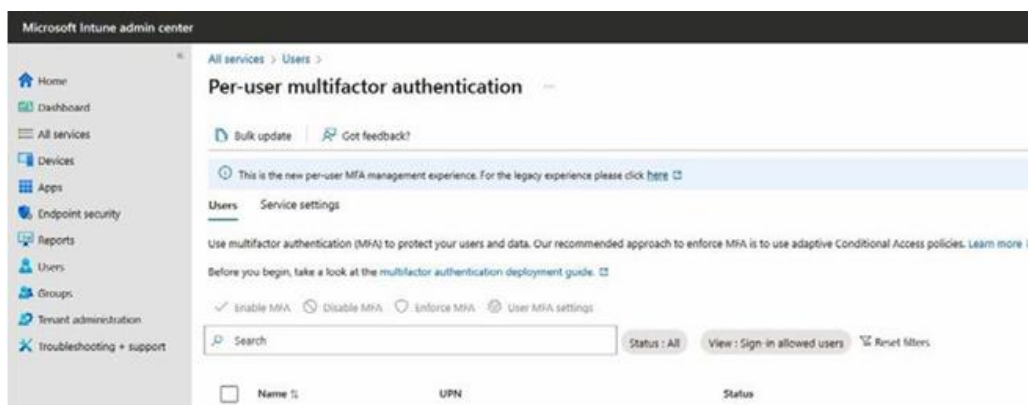 Microsoft Intune admin center
Home
Dashboard
All services
Devices
Apps
Endpoint security
Reports
Users
Groups
Tenant administration
Troubleshooting + support
All services > Users >
Per-user multifactor authentication
Bulk update Got feedback?
This is the new per-user MFA management experience. For the legacy experience please click here
Users Service settings
Use multifactor authentication (MFA) to protect your users and data. Our recommended approach to enforce MFA is to use adaptive Conditional Access policies. Learn more
Before you begin, take a look at the multifactor authentication deployment guide.
Enable MFA Disable MFA Enforce MFA User MFA settings
Search Status : All View : Sign-in allowed users Reset filters
Name UPN Status